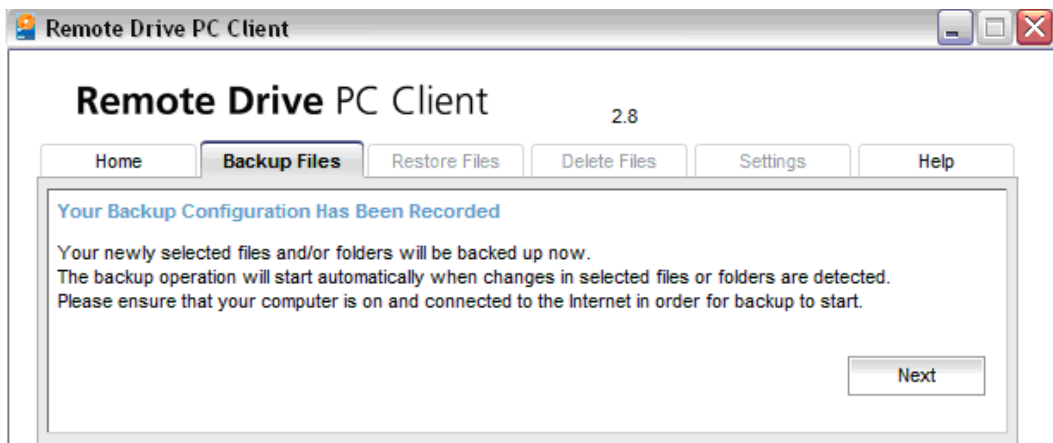 Remote Drive PC Client
Remote Drive PC Client 2.8
Home Backup Files Restore Files Delete Files Settings Help
Your Backup Configuration Has Been Recorded
Your newly selected files and/or folders will be backed up now.
The backup operation will start automatically when changes in selected files or folders are detected.
Please ensure that your computer is on and connected to the Internet in order for backup to start.
Next